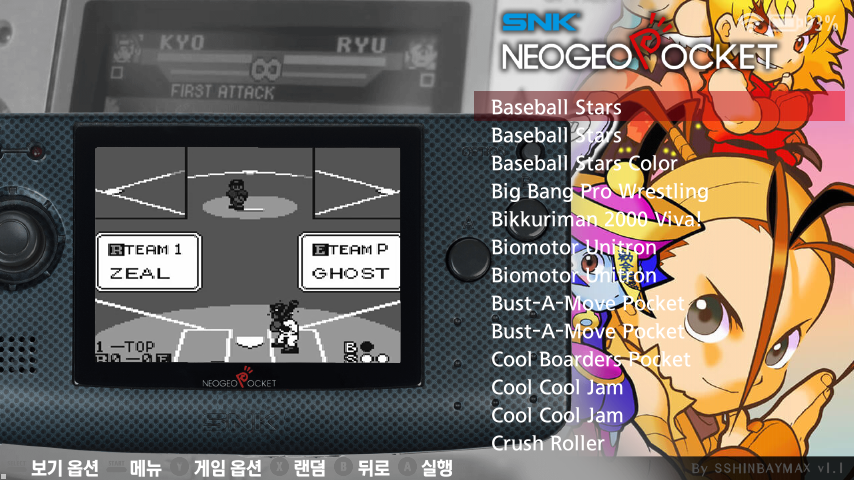 KYO RYU
FIRST ATTACK
SNK
NEOGEO POCKET
93%
Baseball Stars
Baseball Stars
Baseball Stars Color
Big Bang Pro Wrestling
Bikkuriman 2000 Viva!
Biomotor Unitron
Biomotor Unitron
Bust-A-Move Pocket
Bust-A-Move Pocket
Cool Boarders Pocket
Cool Cool Jam
Cool Cool Jam
Crush Roller
R TEAM 1
ZEAL
E TEAM P
GHOST
1 –TOP
R0 –0E
B
S
NEOGEO POCKET
보기 옵션 메뉴 Y 게임 옵션 X 랜덤 B 뒤로 A 실행
By SSHINBAYMAX v1.1